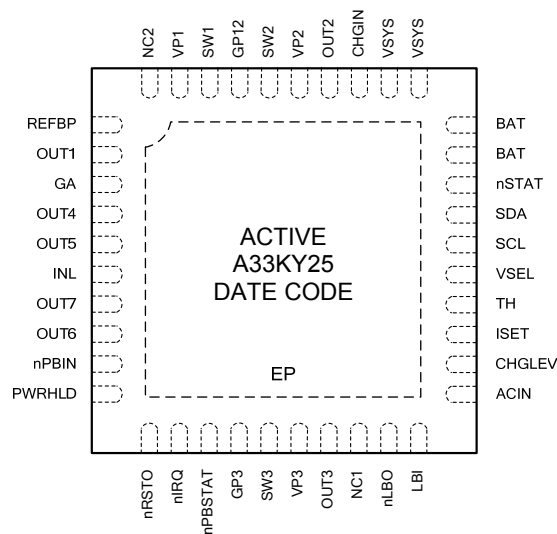 NC2
VP1
SW1
GP12
SW2
VP2
OUT2
CHGIN
VSYS
VSYS
REFBP
OUT1
GA
OUT4
OUT5
INL
OUT7
OUT6
nPBIN
PWRHLD
ACTIVE
A33KY25
DATE CODE
EP
BAT
BAT
nSTAT
SDA
SCL
VSEL
TH
ISET
CHGLEV
ACIN
nRSTO
nIRQ
nPBSTAT
GP3
SW3
VP3
OUT3
NC1
nLBO
LBI